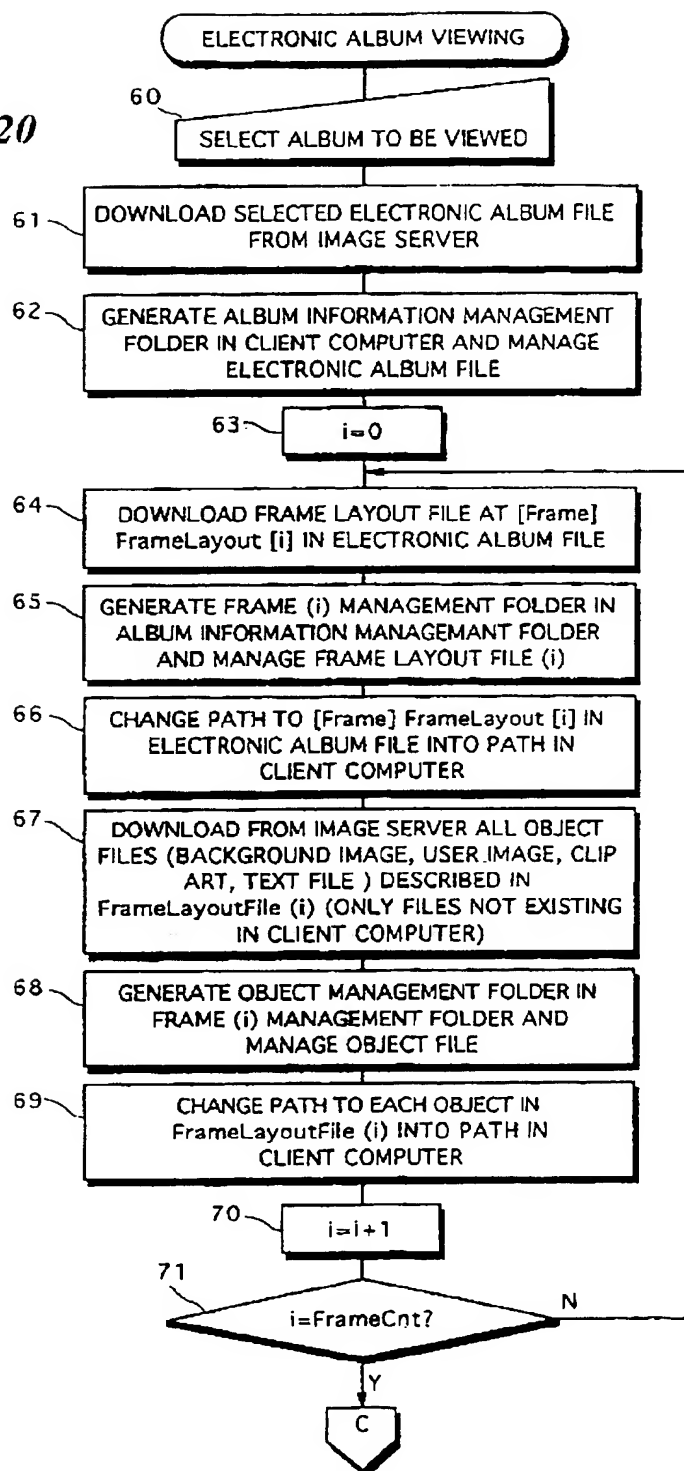 ELECTRONIC ALBUM VIEWING
20
60
SELECT ALBUM TO BE VIEWED
61
DOWNLOAD SELECTED ELECTRONIC ALBUM FILE
FROM IMAGE SERVER
62
GENERATE ALBUM INFORMATION MANAGEMENT
FOLDER IN CLIENT COMPUTER AND MANAGE
ELECTRONIC ALBUM FILE
63
i=0
64
DOWNLOAD FRAME LAYOUT FILE AT [Frame]
FrameLayout [i] IN ELECTRONIC ALBUM FILE
65
GENERATE FRAME (i) MANAGEMENT FOLDER IN
ALBUM INFORMATION MANAGEMANT FOLDER
AND MANAGE FRAME LAYOUT FILE (i)
66
CHANGE PATH TO [Frame] FrameLayout [i] IN
ELECTRONIC ALBUM FILE INTO PATH IN
CLIENT COMPUTER
67
DOWNLOAD FROM IMAGE SERVER ALL OBJECT
FILES (BACKGROUND IMAGE, USER IMAGE, CLIP
ART, TEXT FILE ) DESCRIBED IN
FrameLayoutFile (i) (ONLY FILES NOT EXISTING
IN CLIENT COMPUTER)
68
GENERATE OBJECT MANAGEMENT FOLDER IN
FRAME (i) MANAGEMENT FOLDER AND
MANAGE OBJECT FILE
69
CHANGE PATH TO EACH OBJECT IN
FrameLayoutFile (i) INTO PATH IN
CLIENT COMPUTER
70
i=i+1
71
i=FrameCnt?
N
Y
C